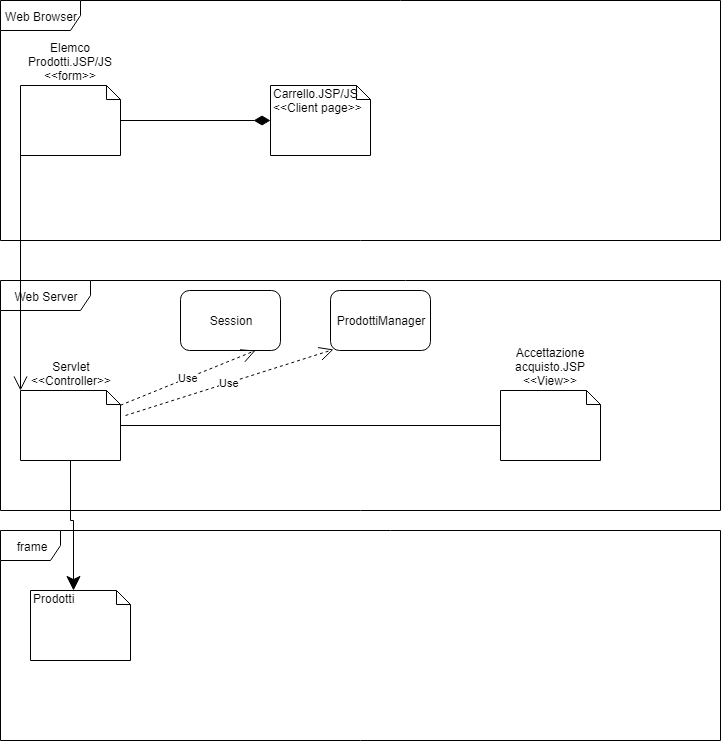 Web Browser
Elemco
Prodotti.JSP/JS
<<form>>
Carrello.JSP/JS
<<Client page>>
Web Server
Session
ProdottiManager
Servlet
<<Controller>>
Use
Use
Accettazione
acquisto.JSP
<<View>>
frame
Prodotti